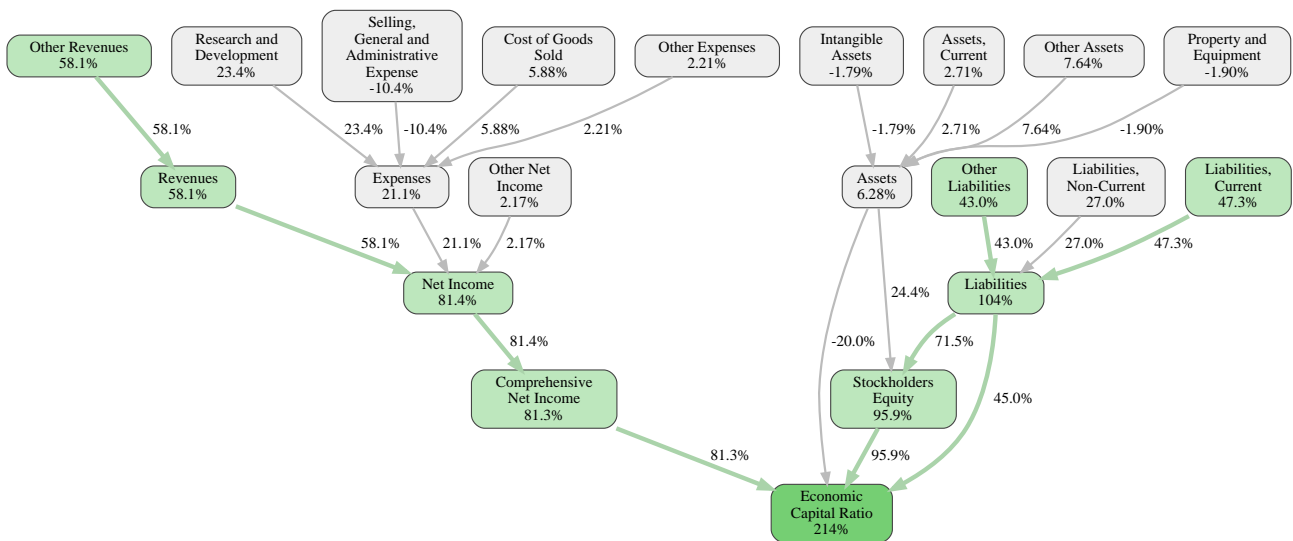 Other Revenues
58.1%
Research and
Development
23.4%
Selling,
General and
Administrative
Expense
-10.4%
Cost of Goods
Sold
5.88%
Other Expenses
2.21%
Intangible
Assets
-1.79%
Assets,
Current
2.71%
Other Assets
7.64%
Property and
Equipment
-1.90%
58.1%
23.4%
-10.4%
5.88%
2.21%
-1.79%
2.71%
7.64%
-1.90%
Revenues
58.1%
Expenses
21.1%
Other Net
Income
2.17%
Assets
6.28%
Other
Liabilities
43.0%
Liabilities,
Non-Current
27.0%
Liabilities,
Current
47.3%
58.1%
21.1%
2.17%
43.0%
27.0%
47.3%
Net Income
81.4%
24.4%
Liabilities
104%
81.4%
-20.0%
71.5%
Comprehensive
Net Income
81.3%
Stockholders
Equity
95.9%
45.0%
81.3%
95.9%
Economic
Capital Ratio
214%